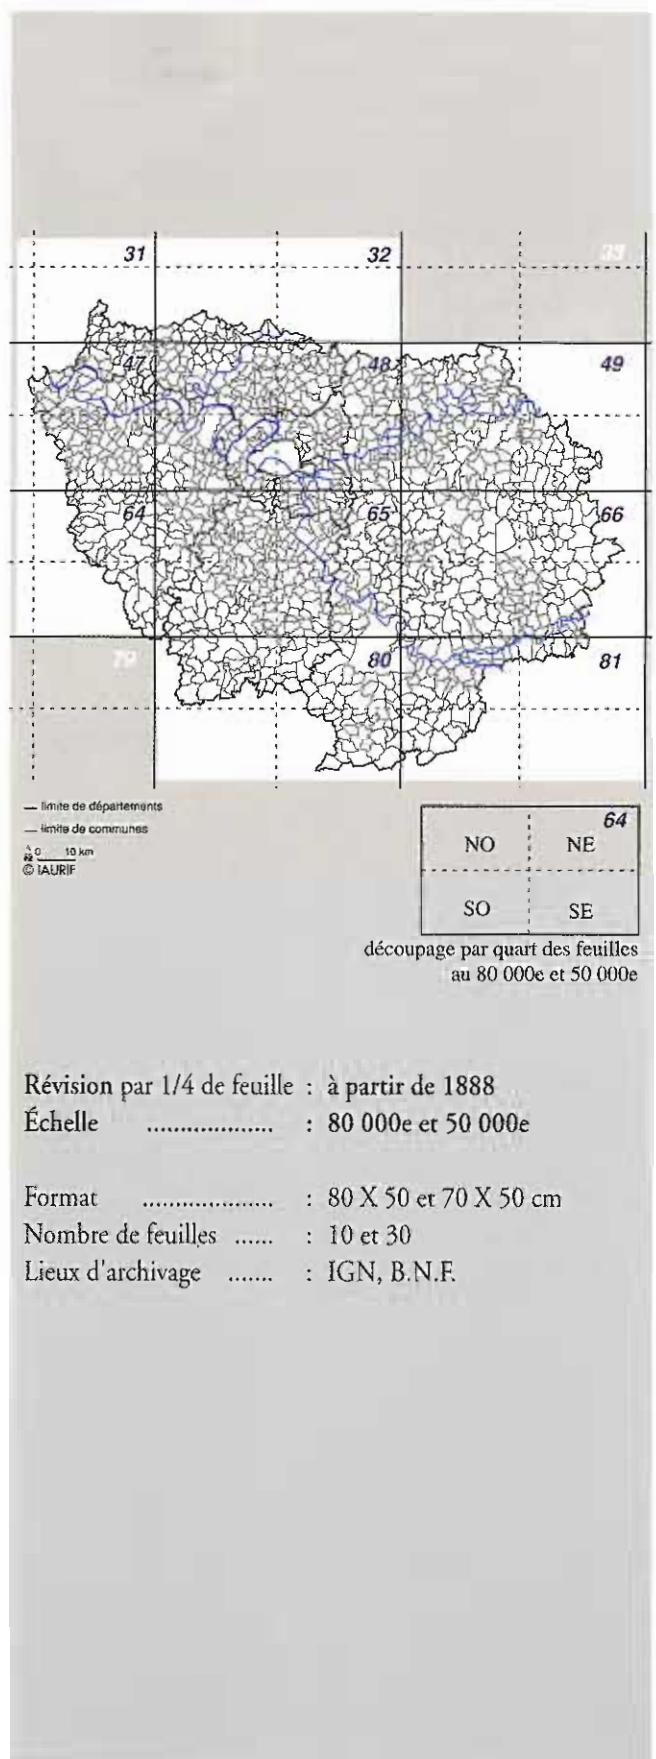 31 32 33
47 48 49
64 65 66
79 80 81
— limite de départements
— limite de communes
0 10 km
© IAURIF
64
NO NE
SO SE
découpage par quart des feuilles
au 80 000e et 50 000e
Révision par 1/4 de feuille : à partir de 1888
Échelle ................... : 80 000e et 50 000e
Format .................... : 80 X 50 et 70 X 50 cm
Nombre de feuilles ...... : 10 et 30
Lieux d'archivage ....... : IGN, B.N.F.